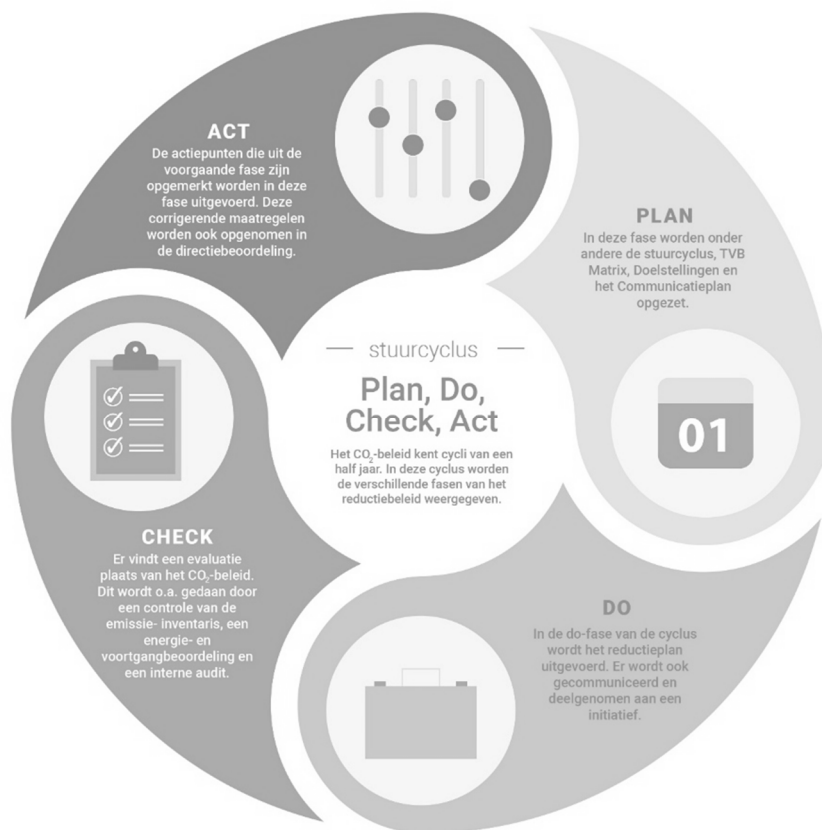 stuurcyclus
Plan, Do,
Check, Act
Het CO₂-beleid kent cycli van een
half jaar. In deze cyclus worden
de verschillende fasen van het
reductiebeleid weergegeven.
PLAN
In deze fase worden onder
andere de stuurcyclus, TVB
Matrix, Doelstellingen en
het Communicatieplan
opgezet.
01
DO
In de do-fase van de cyclus
wordt het reductieplan
uitgevoerd. Er wordt ook
gecommuniceerd en
deelgenomen aan een
initiatief.
CHECK
Er vindt een evaluatie
plaats van het CO₂-beleid.
Dit wordt o.a. gedaan door
een controle van de
emissie- inventaris, een
energie- en
voortgangbeoordeling en
een interne audit.
ACT
De actiepunten die uit de
voorgaande fase zijn
opgemerkt worden in deze
fase uitgevoerd. Deze
corrigerende maatregelen
worden ook opgenomen in
de directiebeoordeling.